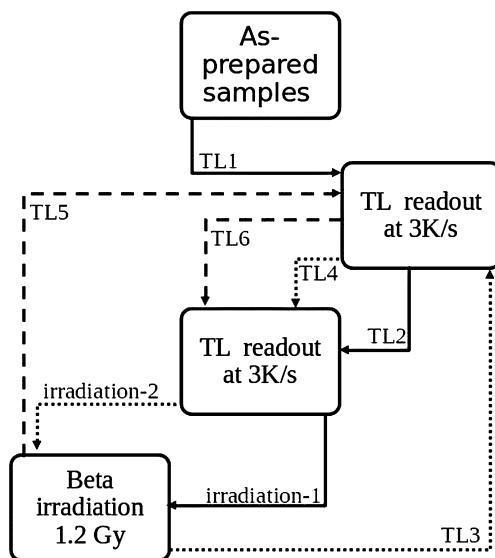 As-
prepared
samples
TL1
TL readout
at 3K/s
TL5
TL6
TL4
TL2
TL readout
at 3K/s
irradiation-2
Beta
irradiation
1.2 Gy
irradiation-1
TL3